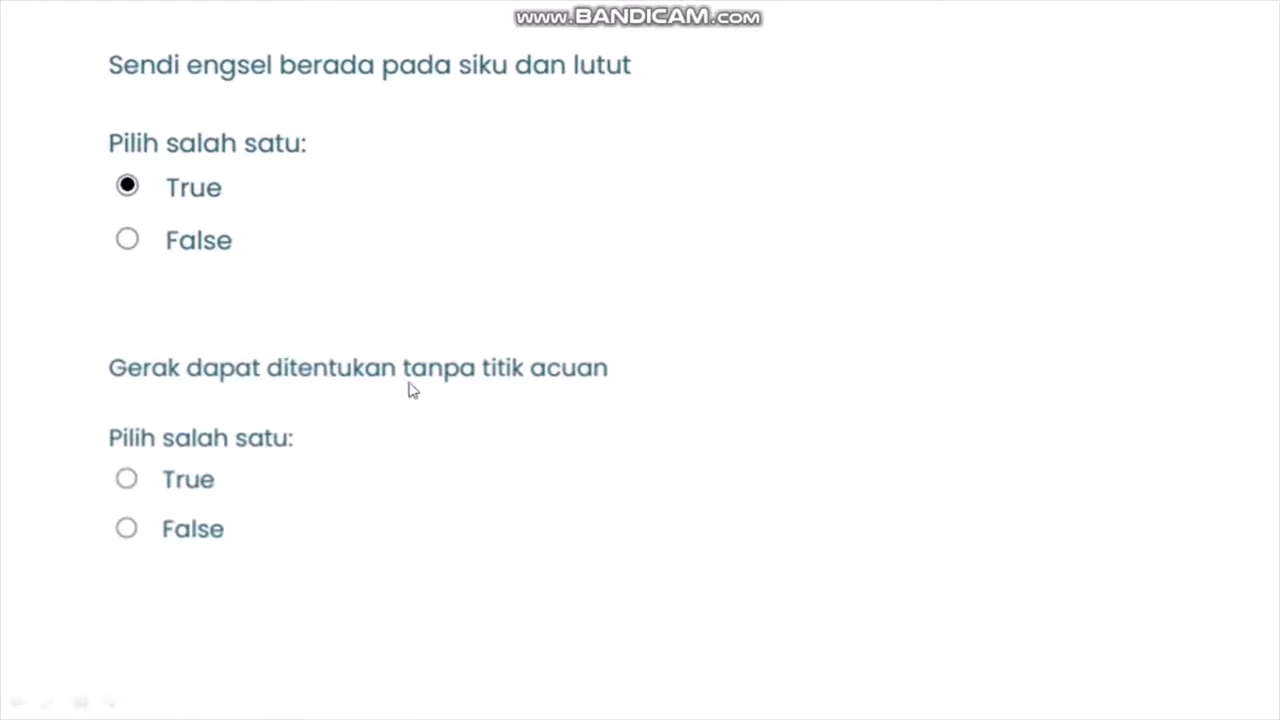 www.BANDICAM.com
Sendi engsel berada pada siku dan lutut
Pilih salah satu:
True
False
Gerak dapat ditentukan tanpa titik acuan
Pilih salah satu:
True
False